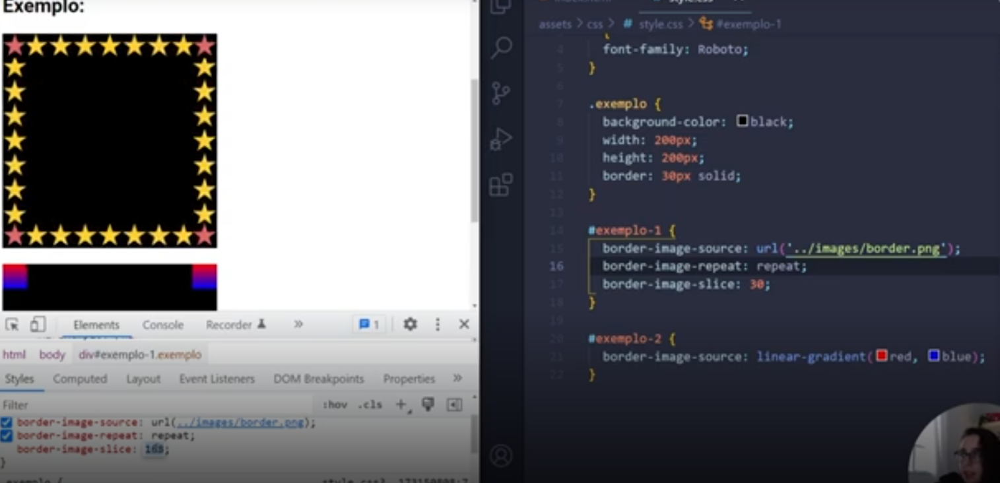 Exemplo:
Elements Console Recorder » 1
html body div#exemplo-1.exemplo
Styles Computed Layout Event Listeners DOM Breakpoints Properties »
Filter :hov .cls +
border-image-source: url(../images/border.png);
border-image-repeat: repeat;
border-image-slice: 168;
}
.exemplo {
style.css
assets > css > # style.css > #exemplo-1
{
4 font-family: Roboto;
5 }
6
7 .exemplo {
8 background-color: black;
9 width: 200px;
10 height: 200px;
11 border: 30px solid;
12 }
13
14 #exemplo-1 {
15 border-image-source: url('../images/border.png');
16 border-image-repeat: repeat;
17 border-image-slice: 30;
18 }
19
20 #exemplo-2 {
21 border-image-source: linear-gradient(red, blue);
22 }